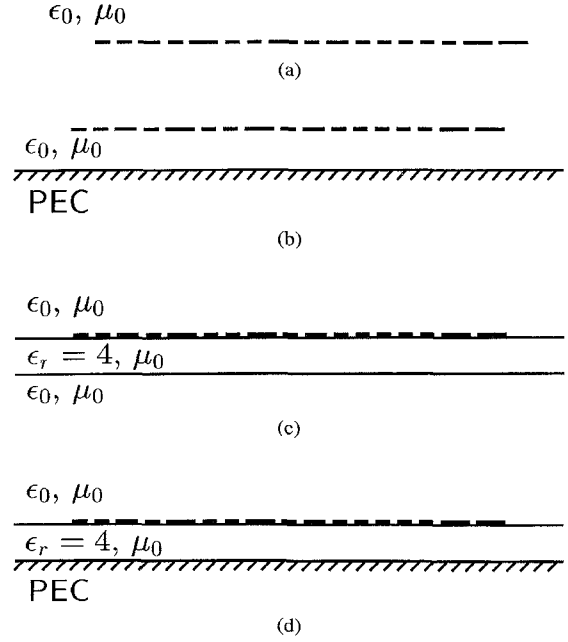 ϵ₀, μ₀
(a)
ϵ₀, μ₀
PEC
(b)
ϵ₀, μ₀
ϵᵣ = 4, μ₀
ϵ₀, μ₀
(c)
ϵ₀, μ₀
ϵᵣ = 4, μ₀
PEC
(d)